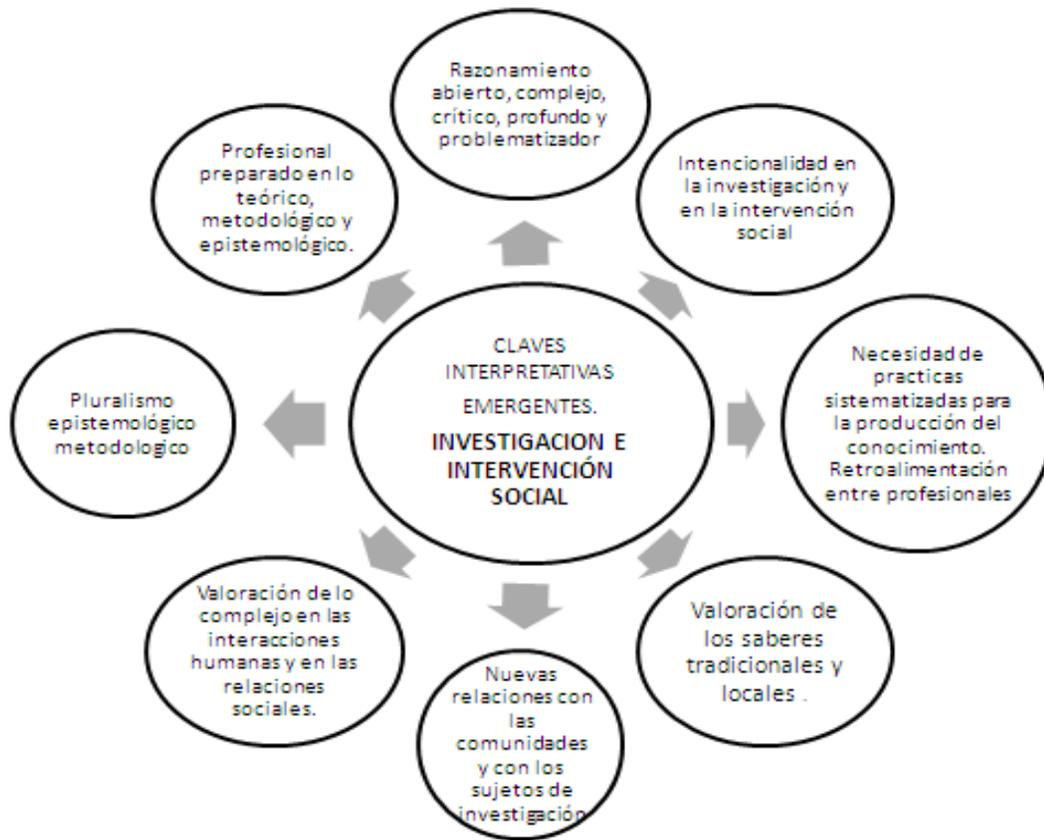 Razonamiento
abierto, complejo,
crítico, profundo y
problematizador
Intencionalidad en
la investigación y
en la intervención
social
Necesidad de
practicas
sistematizadas para
la producción del
conocimiento.
Retroalimentación
entre profesionales
Valoración de
los saberes
tradicionales y
locales .
Nuevas
relaciones con
las
comunidades
y con los
sujetos de
investigación
Valoración de lo
complejo en las
interacciones
humanas y en las
relaciones
sociales.
Pluralismo
epistemológico
metodologico
Profesional
preparado en lo
teórico,
metodológico y
epistemológico.
CLAVES
INTERPRETATIVAS
EMERGENTES.
INVESTIGACION E
INTERVENCIÓN
SOCIAL